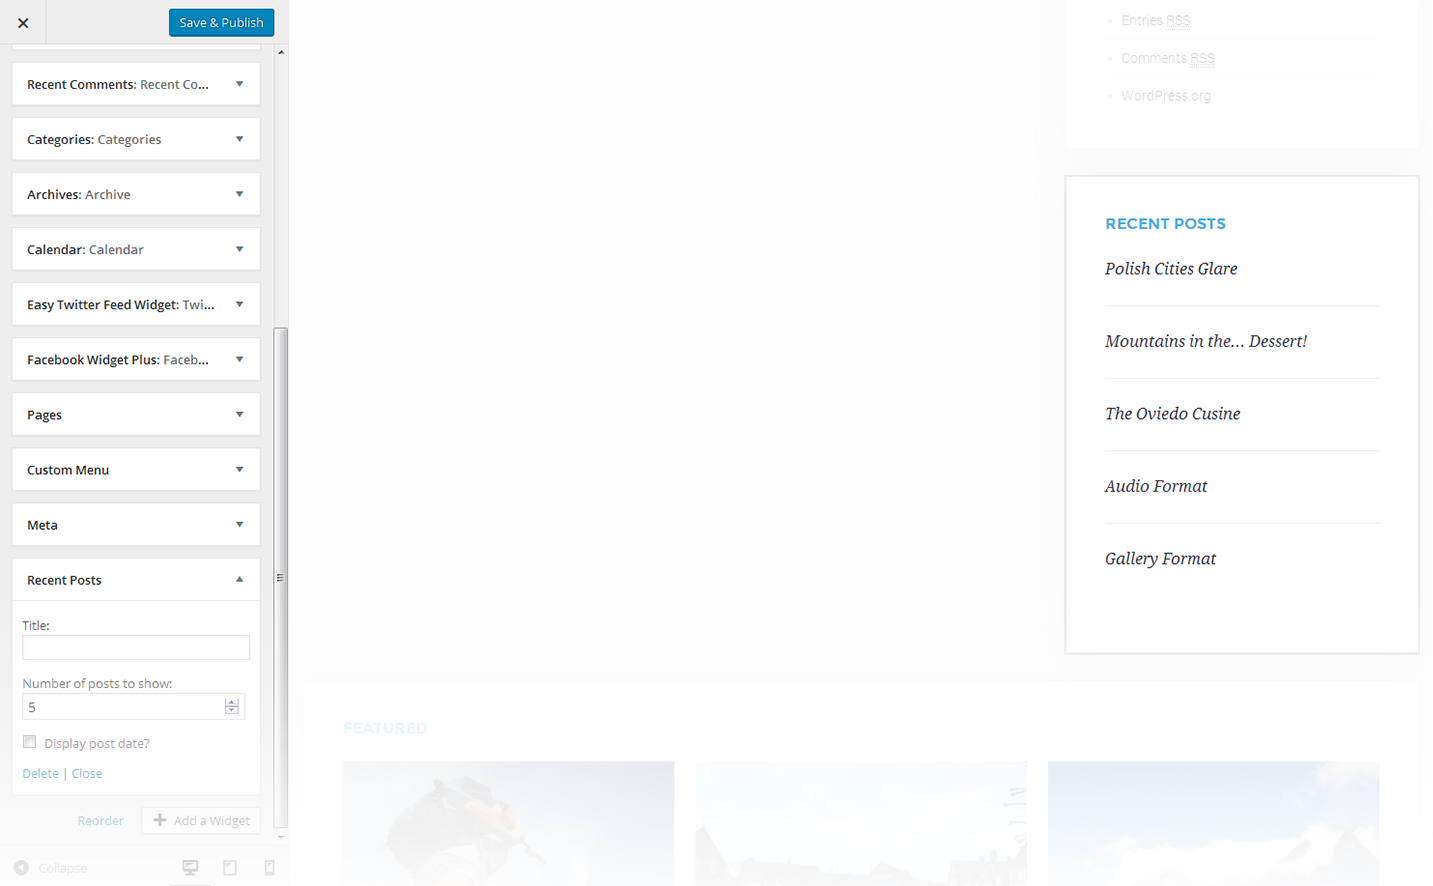 Save & Publish
Recent Comments: Recent Co...
Categories: Categories
Archives: Archive
Calendar: Calendar
Easy Twitter Feed Widget: Twi...
Facebook Widget Plus: Faceb...
Pages
Custom Menu
Meta
Recent Posts
Title:
Number of posts to show:
5
Display post date?
Delete | Close
Reorder
Add a Widget
Collapse
Entries RSS
Comments RSS
WordPress.org
RECENT POSTS
Polish Cities Glare
Mountains in the... Dessert!
The Oviedo Cusine
Audio Format
Gallery Format
FEATURED